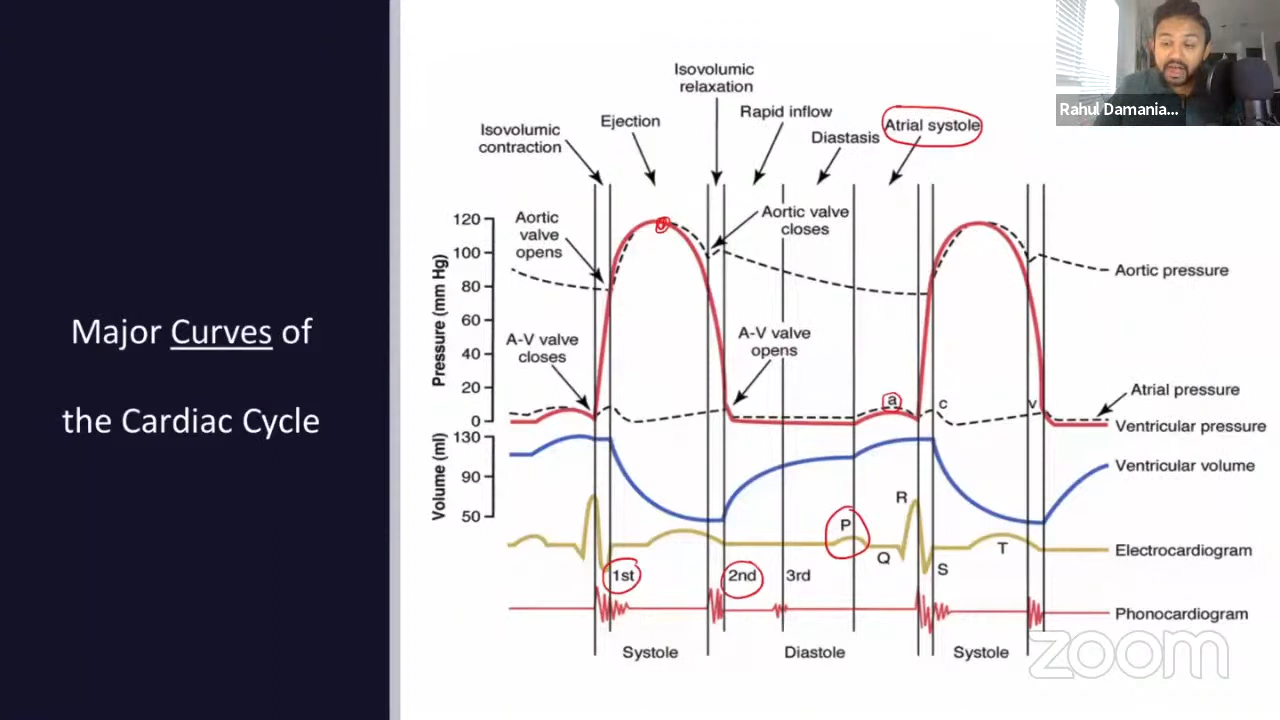 Rahul Damania...
Major Curves of
the Cardiac Cycle
Isovolumic
relaxation
Isovolumic
contraction
Ejection
Rapid inflow
Diastasis
Atrial systole
Aortic
valve
opens
Aortic valve
closes
A-V valve
closes
A-V valve
opens
Pressure (mm Hg)
120
100
80
60
40
20
0
Volume (ml)
130
90
50
a
c
v
Aortic pressure
Atrial pressure
Ventricular pressure
Ventricular volume
Electrocardiogram
Phonocardiogram
P
Q
R
S
T
1st
2nd
3rd
Systole
Diastole
Systole
zoom